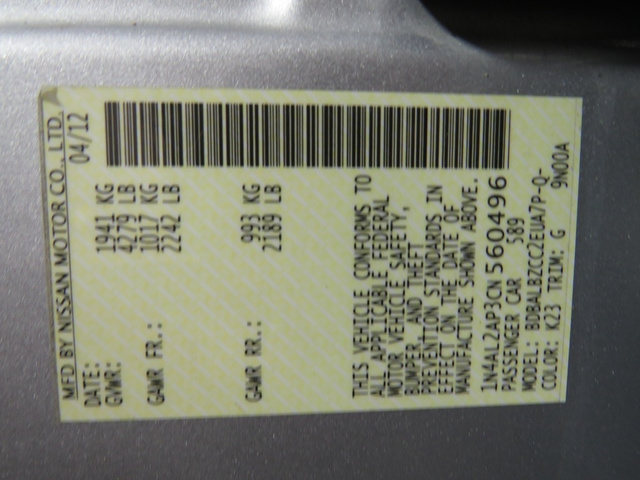 MFD BY NISSAN MOTOR CO., LTD.
DATE: 04/12
GVWR: 1941 KG
4279 LB
GAWR FR.: 1017 KG
2242 LB
GAWR RR.: 993 KG
2189 LB
THIS VEHICLE CONFORMS TO
ALL APPLICABLE FEDERAL
MOTOR VEHICLE SAFETY,
BUMPER, AND THEFT
PREVENTION STANDARDS IN
EFFECT ON THE DATE OF
MANUFACTURE SHOWN ABOVE.
1N4AL2AP3CN560496
PASSENGER CAR 589
MODEL: BDBALBZCC2EUA7P-Q-
COLOR: K23 TRIM: G 9N00A